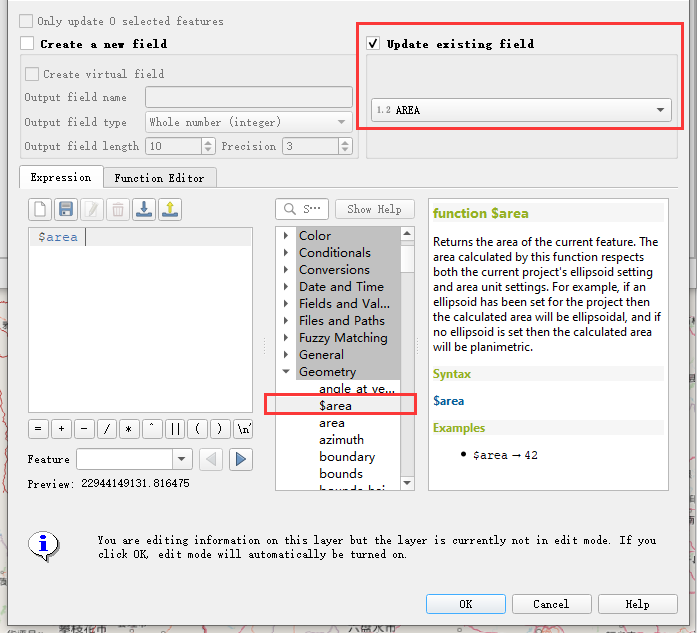 Only update 0 selected features
Create a new field
Update existing field
Create virtual field
Output field name
Output field type Whole number (integer)
Output field length 10 Precision 3
1.2 AREA
Expression Function Editor
S… Show Help
$area
Color
Conditionals
Conversions
Date and Time
Fields and Val...
Files and Paths
Fuzzy Matching
General
Geometry
angle_at_ve...
$area
area
azimuth
boundary
bounds
function $area
Returns the area of the current feature. The
area calculated by this function respects
both the current project's ellipsoid setting
and area unit settings. For example, if an
ellipsoid has been set for the project then
the calculated area will be ellipsoidal, and if
no ellipsoid is set then the calculated area
will be planimetric.
Syntax
$area
Examples
• $area → 42
= + - / * ^ || ( ) \n'
Feature
Preview: 22944149131.816475
You are editing information on this layer but the layer is currently not in edit mode. If you
click OK, edit mode will automatically be turned on.
OK Cancel Help
攀枝花市
六盘水市